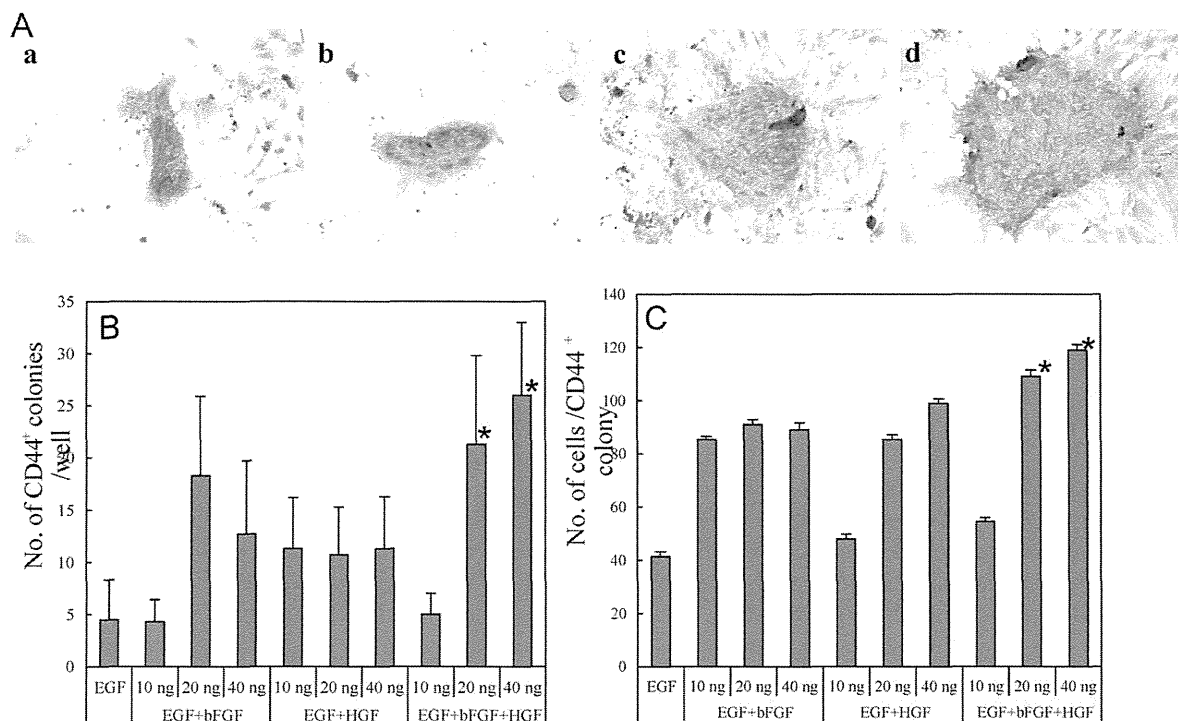 A
a
b
c
d
B
No. of CD44+ colonies
/well
35
30
25
20
15
10
5
0
*
*
EGF
10 ng
20 ng
40 ng
10 ng
20 ng
40 ng
10 ng
20 ng
40 ng
EGF+bFGF
EGF+HGF
EGF+bFGF+HGF
C
No. of cells /CD44+
colony
140
120
100
80
60
40
20
0
*
*
EGF
10 ng
20 ng
40 ng
10 ng
20 ng
40 ng
10 ng
20 ng
40 ng
EGF+bFGF
EGF+HGF
EGF+bFGF+HGF